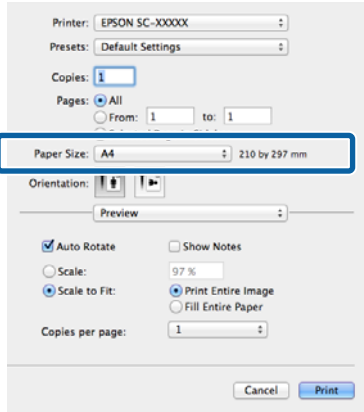 Printer: EPSON SC-XXXXX
Presets: Default Settings
Copies: 1
Pages: All
From: 1 to: 1
Paper Size: A4 210 by 297 mm
Orientation:
Preview
Auto Rotate Show Notes
Scale: 97 %
Scale to Fit: Print Entire Image
Fill Entire Paper
Copies per page: 1
Cancel Print